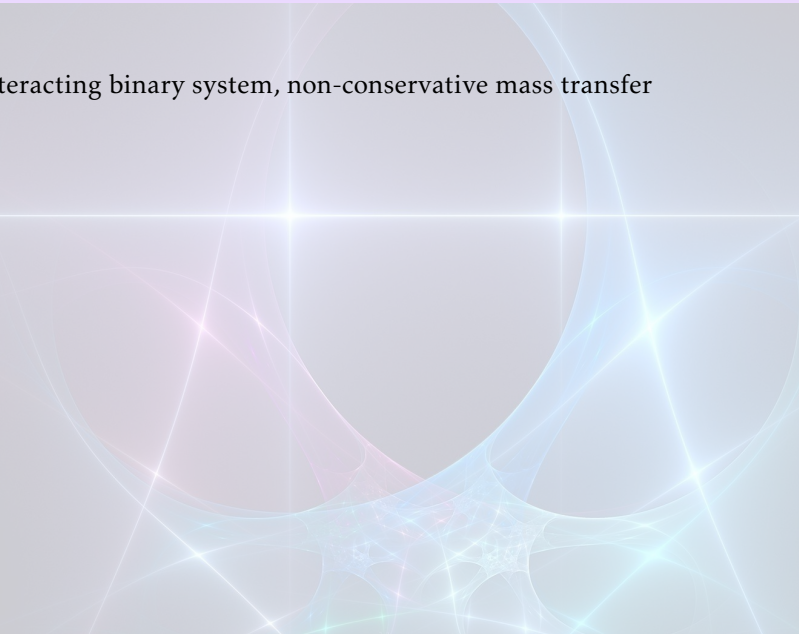 teracting binary system, non-conservative mass transfer